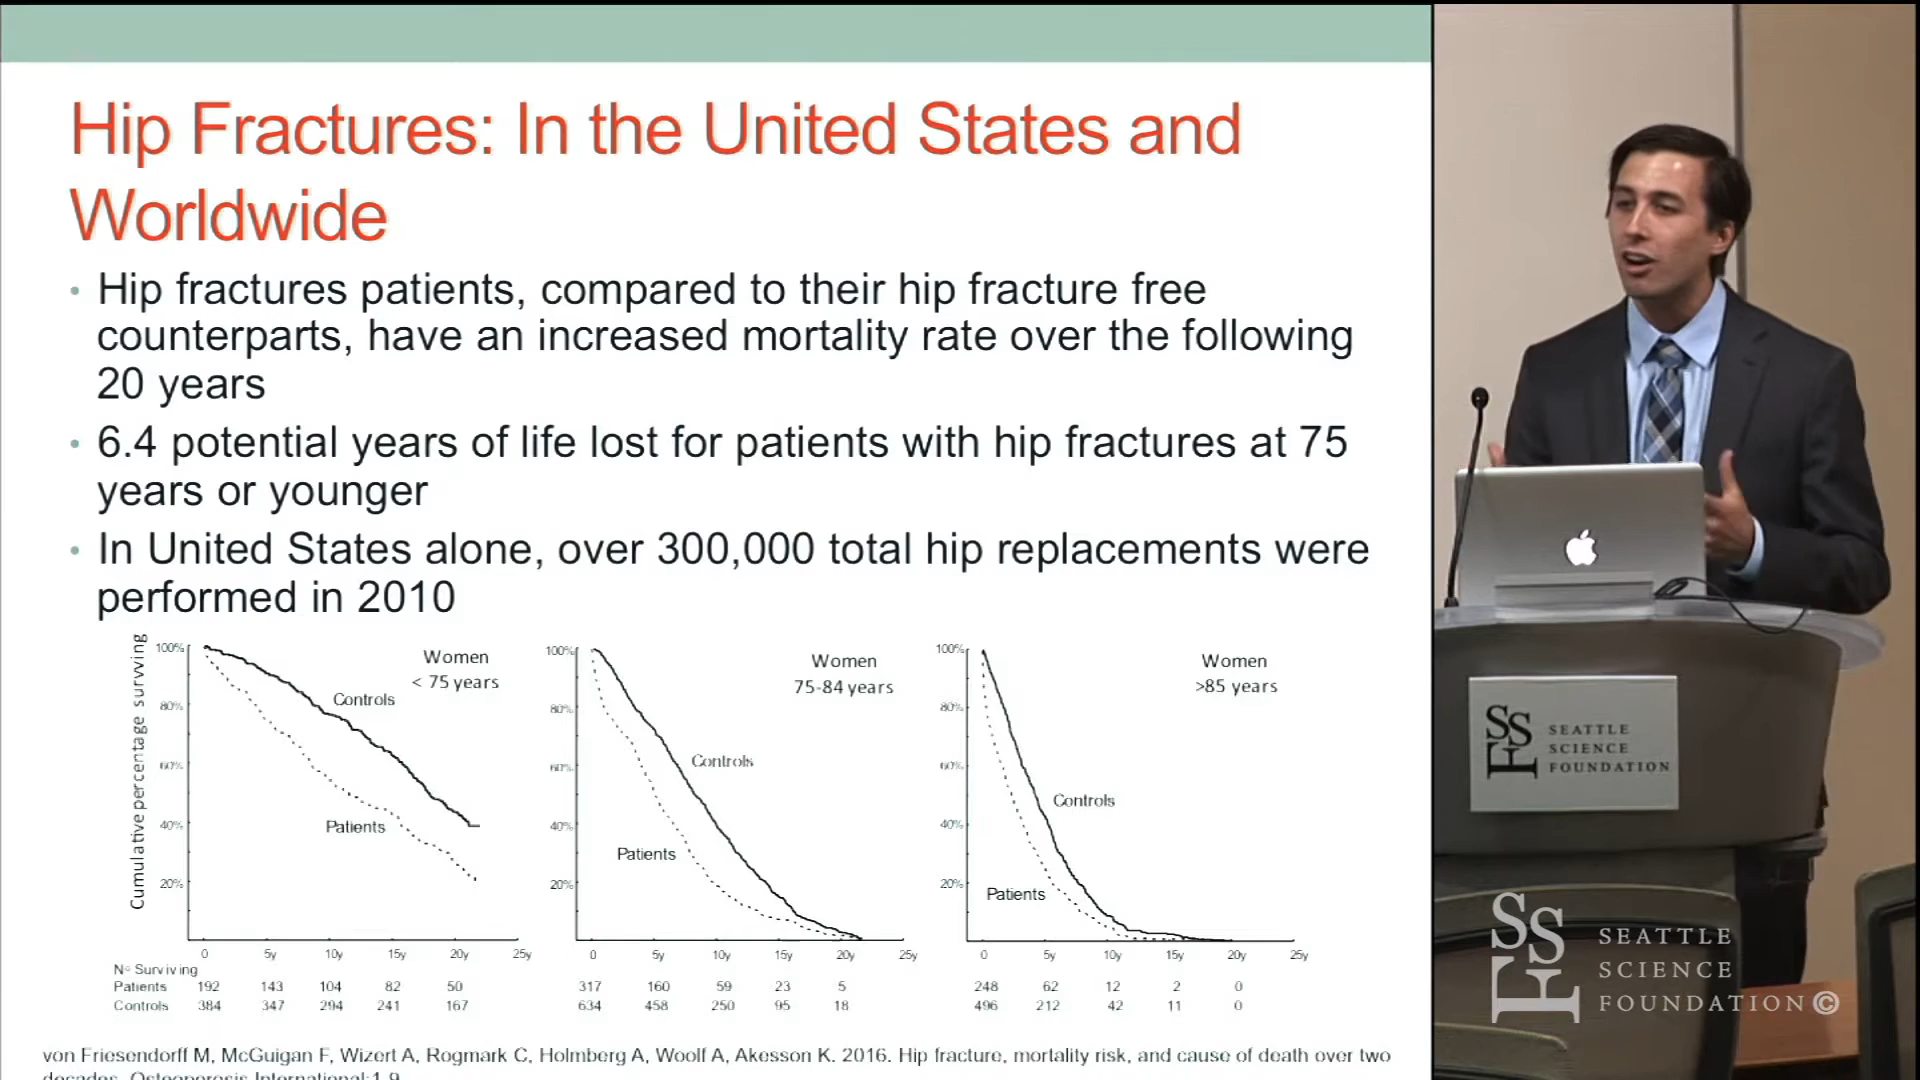 Hip Fractures: In the United States and
Worldwide
• Hip fractures patients, compared to their hip fracture free
counterparts, have an increased mortality rate over the following
20 years
• 6.4 potential years of life lost for patients with hip fractures at 75
years or younger
• In United States alone, over 300,000 total hip replacements were
performed in 2010
Cumulative percentage surviving
100%
80%
60%
40%
20%
Women
< 75 years
Controls
Patients
0 5y 10y 15y 20y 25y
100%
80%
60%
40%
20%
Women
75-84 years
Controls
Patients
0 5y 10y 15y 20y 25y
100%
80%
60%
40%
20%
Women
>85 years
Controls
Patients
0 5y 10y 15y 20y 25y
Nº Surviving
Patients 192 143 104 82 50 317 160 59 23 5 248 62 12 2 0
Controls 384 347 294 241 167 634 458 250 95 18 496 212 42 11 0
von Friesendorff M, McGuigan F, Wizert A, Rogmark C, Holmberg A, Woolf A, Akesson K. 2016. Hip fracture, mortality risk, and cause of death over two
decades. Osteoporosis International:1-9
SSF
SEATTLE
SCIENCE
FOUNDATION
SSF
SEATTLE
SCIENCE
FOUNDATION©